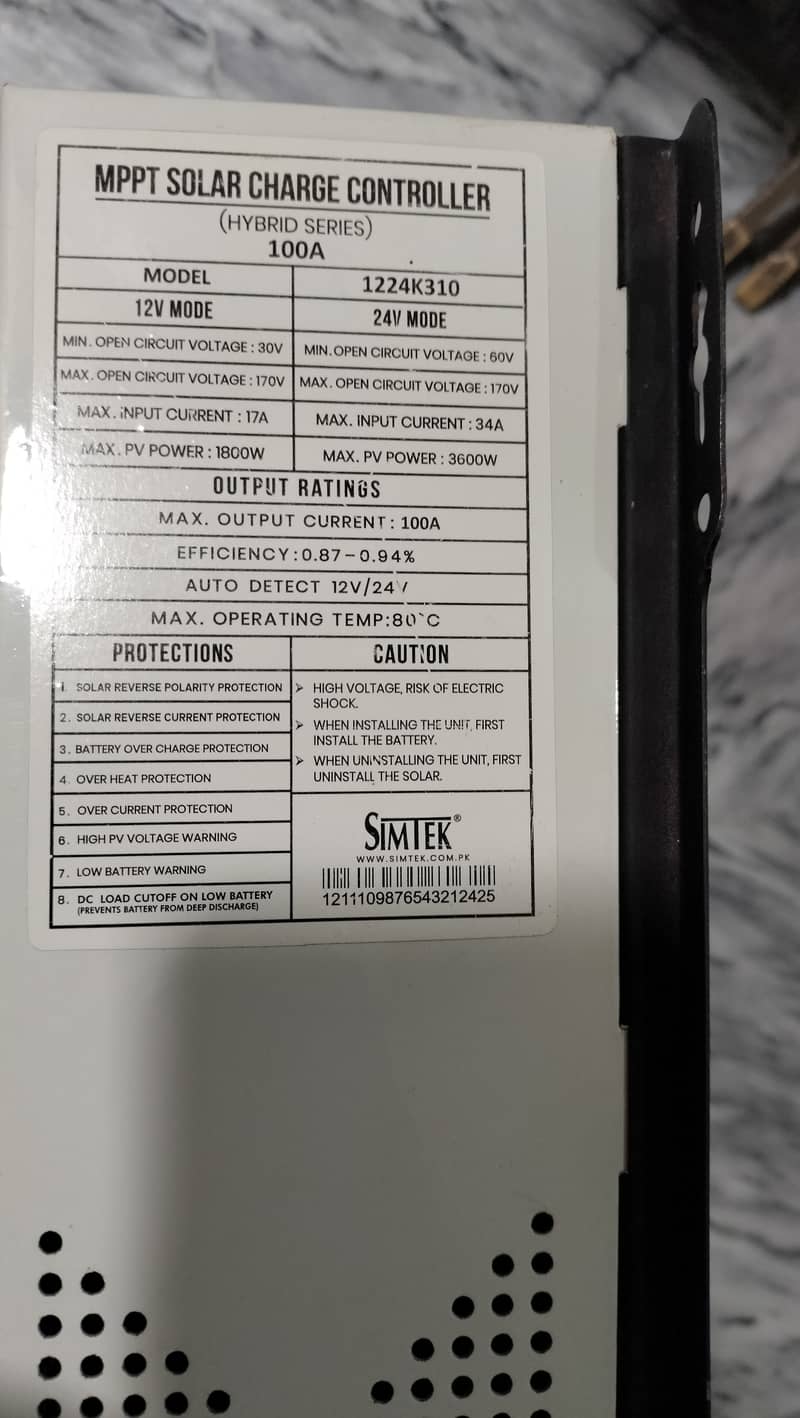 MPPT SOLAR CHARGE CONTROLLER
(HYBRID SERIES)
100A
MODEL
1224K310
12V MODE
24V MODE
MIN. OPEN CIRCUIT VOLTAGE : 30V
MIN. OPEN CIRCUIT VOLTAGE : 60V
MAX. OPEN CIRCUIT VOLTAGE : 170V
MAX. OPEN CIRCUIT VOLTAGE : 170V
MAX. INPUT CURRENT : 17A
MAX. INPUT CURRENT : 34A
MAX. PV POWER : 1800W
MAX. PV POWER : 3600W
OUTPUT RATINGS
MAX. OUTPUT CURRENT: 100A
EFFICIENCY : 0.87 – 0.94%
AUTO DETECT 12V/24V
MAX. OPERATING TEMP:80`C
PROTECTIONS
1. SOLAR REVERSE POLARITY PROTECTION
2. SOLAR REVERSE CURRENT PROTECTION
3. BATTERY OVER CHARGE PROTECTION
4. OVER HEAT PROTECTION
5. OVER CURRENT PROTECTION
6. HIGH PV VOLTAGE WARNING
7. LOW BATTERY WARNING
8. DC LOAD CUTOFF ON LOW BATTERY
(PREVENTS BATTERY FROM DEEP DISCHARGE)
CAUTION
➢ HIGH VOLTAGE, RISK OF ELECTRIC
SHOCK.
➢ WHEN INSTALLING THE UNIT, FIRST
INSTALL THE BATTERY.
➢ WHEN UNINSTALLING THE UNIT, FIRST
UNINSTALL THE SOLAR.
SIMTEK®
WWW.SIMTEK.COM.PK
1211109876543212425